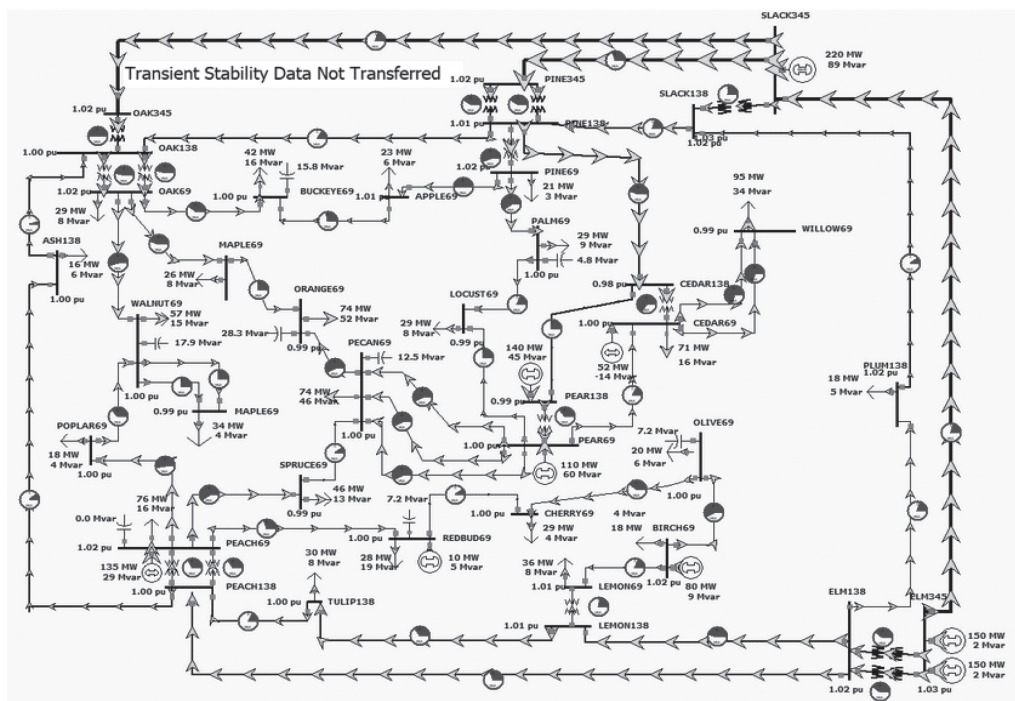 SLACK345
220 MW
89 Mvar
Transient Stability Data Not Transferred
1.02 pu
PINE345
SLACK138
1.02 pu
OAK345
1.01 pu
PINE138
1.03 pu
1.02 pu
1.00 pu
OAK138
42 MW
16 Mvar
15.8 Mvar
23 MW
6 Mvar
1.02 pu
PINE69
1.02 pu
OAK69
1.00 pu
BUCKEYE69
1.01 pu
APPLE69
21 MW
3 Mvar
95 MW
34 Mvar
29 MW
8 Mvar
PALM69
29 MW
9 Mvar
4.8 Mvar
1.00 pu
0.99 pu
WILLOW69
ASH138
16 MW
6 Mvar
1.00 pu
MAPLE69
26 MW
8 Mvar
0.98 pu
CEDAR138
WALNUT69
57 MW
15 Mvar
17.9 Mvar
ORANGE69
74 MW
52 Mvar
28.3 Mvar
0.99 pu
LOCUST69
29 MW
8 Mvar
0.99 pu
1.00 pu
CEDAR69
71 MW
16 Mvar
52 MW
-14 Mvar
PECAN69
12.5 Mvar
140 MW
45 Mvar
PLUM138
1.02 pu
18 MW
5 Mvar
1.00 pu
0.99 pu
MAPLE69
34 MW
4 Mvar
74 MW
46 Mvar
1.00 pu
0.99 pu
PEAR138
POPLAR69
18 MW
4 Mvar
1.00 pu
1.00 pu
PEAR69
110 MW
60 Mvar
7.2 Mvar
OLIVE69
20 MW
6 Mvar
1.00 pu
SPRUCE69
46 MW
13 Mvar
0.99 pu
76 MW
16 Mvar
0.0 Mvar
7.2 Mvar
1.00 pu
CHERRY69
29 MW
4 Mvar
4 Mvar
18 MW
BIRCH69
1.02 pu
80 MW
9 Mvar
1.02 pu
PEACH69
1.00 pu
REDBUD69
28 MW
19 Mvar
10 MW
5 Mvar
135 MW
29 Mvar
1.00 pu
PEACH138
30 MW
8 Mvar
1.00 pu
TULIP138
36 MW
8 Mvar
1.01 pu
LEMON69
1.01 pu
LEMON138
ELM138
ELM345
150 MW
2 Mvar
150 MW
2 Mvar
1.02 pu
1.03 pu